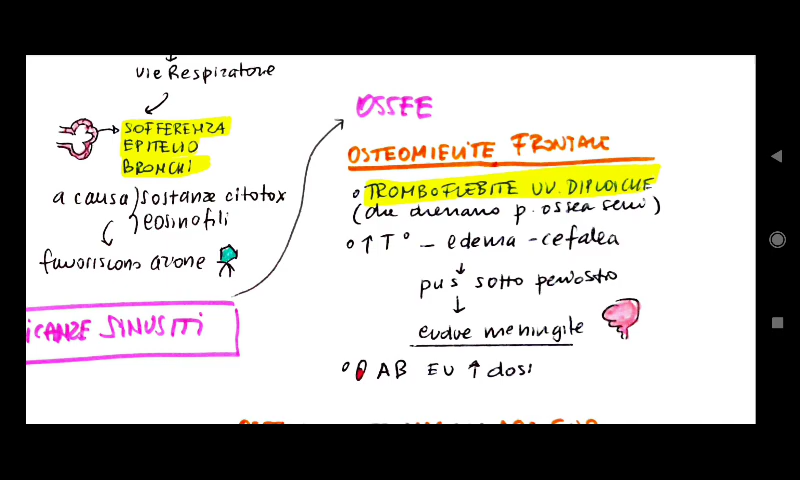 vie Respiratorie
SOFFERENZA
EPITELIO
BRONCHI
a causa sostanze citotox
eosinofili
favoriscono azione
ICANZE SINUSITI
OSSEE
OSTEOMIELITE FRONTALE
TROMBOFLEBITE VV. DIPLOICHE
(che drenano p. ossea seni)
↑ T° - edema - cefalea
pus sotto periostio
evolve meningite
AB EV ↑ dosi